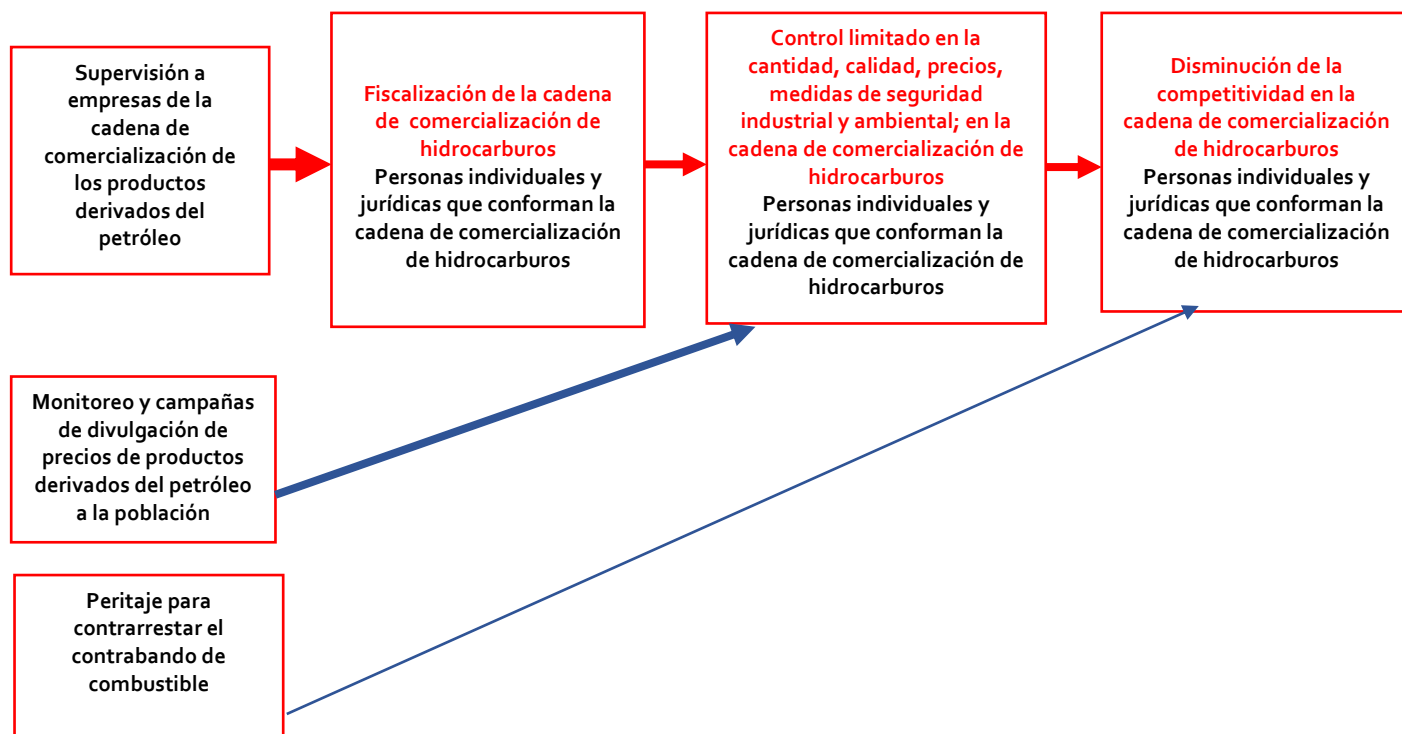 Supervisión a
empresas de la
cadena de
comercialización de
los productos
derivados del
petróleo
Fiscalización de la cadena
de comercialización de
hidrocarburos
Personas individuales y
jurídicas que conforman la
cadena de comercialización
de hidrocarburos
Control limitado en la
cantidad, calidad, precios,
medidas de seguridad
industrial y ambiental; en la
cadena de comercialización de
hidrocarburos
Personas individuales y
jurídicas que conforman la
cadena de comercialización de
hidrocarburos
Disminución de la
competitividad en la
cadena de comercialización
de hidrocarburos
Personas individuales y
jurídicas que conforman la
cadena de comercialización
de hidrocarburos
Monitoreo y campañas
de divulgación de
precios de productos
derivados del petróleo
a la población
Peritaje para
contrarrestar el
contrabando de
combustible